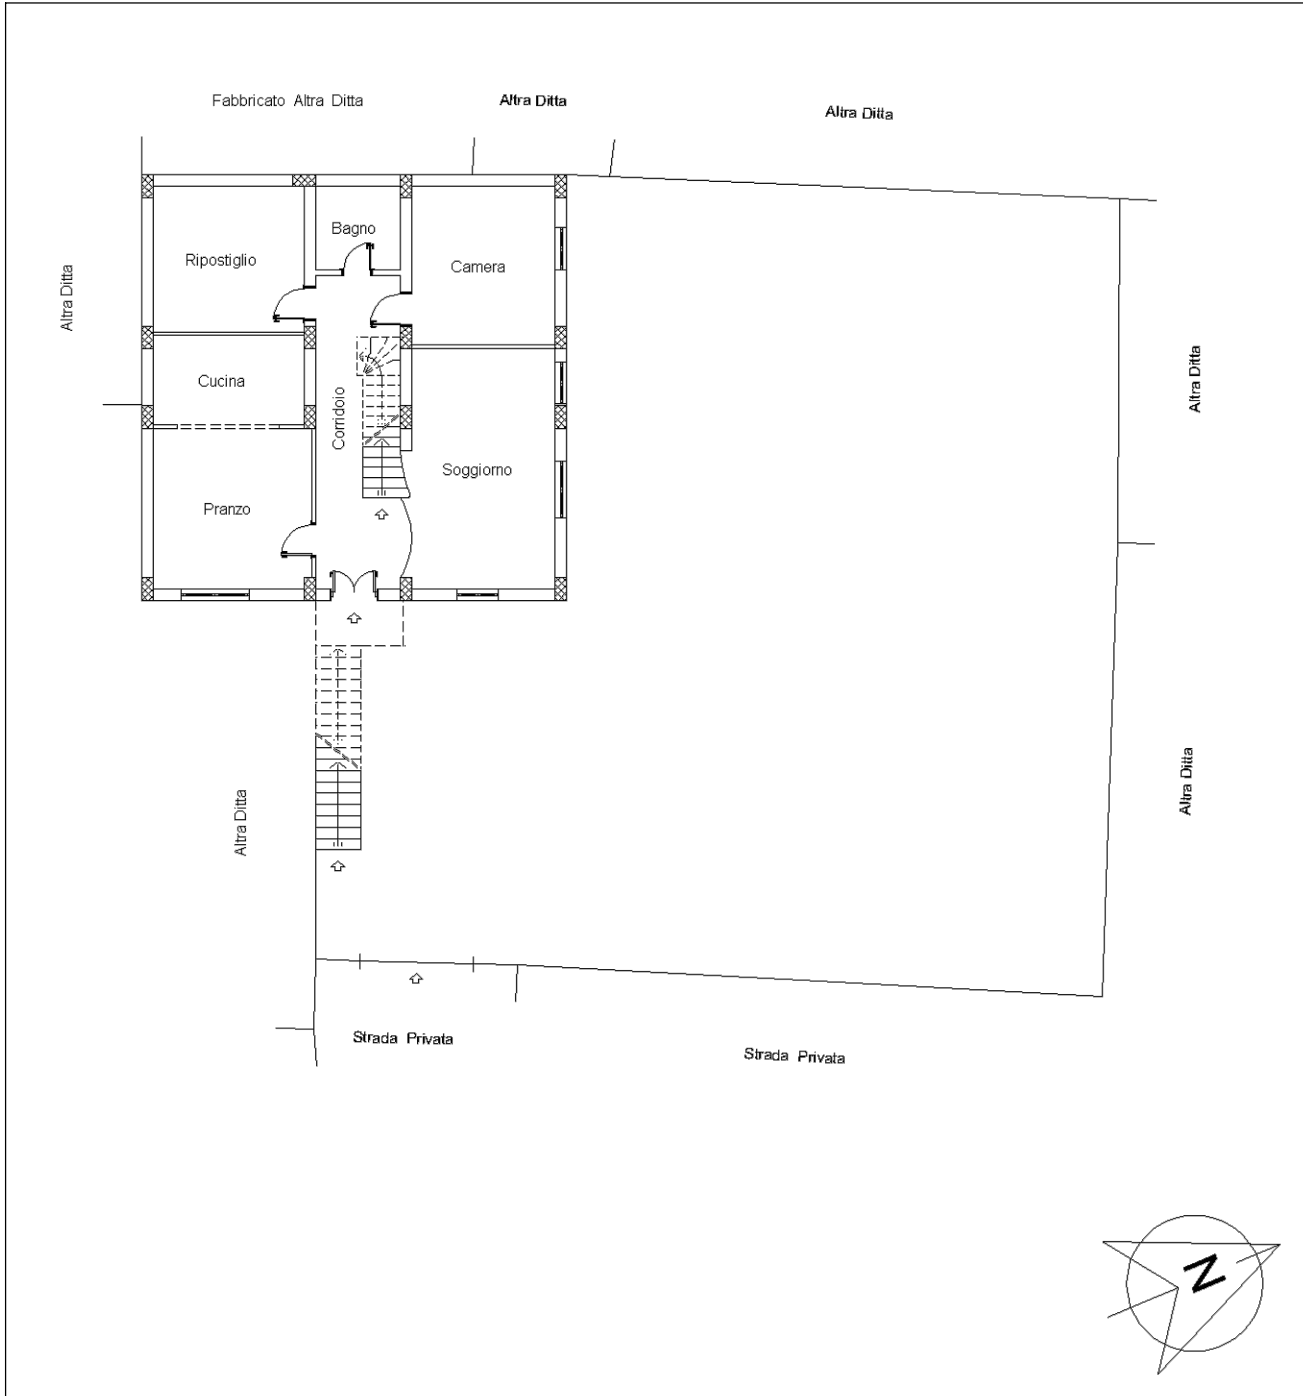 Fabbricato Altra Ditta
Altra Ditta
Altra Ditta
Bagno
Ripostiglio
Camera
Altra Ditta
Altra Ditta
Cucina
Corridoio
Soggiorno
Pranzo
Altra Ditta
Altra Ditta
Strada Privata
Strada Privata
N